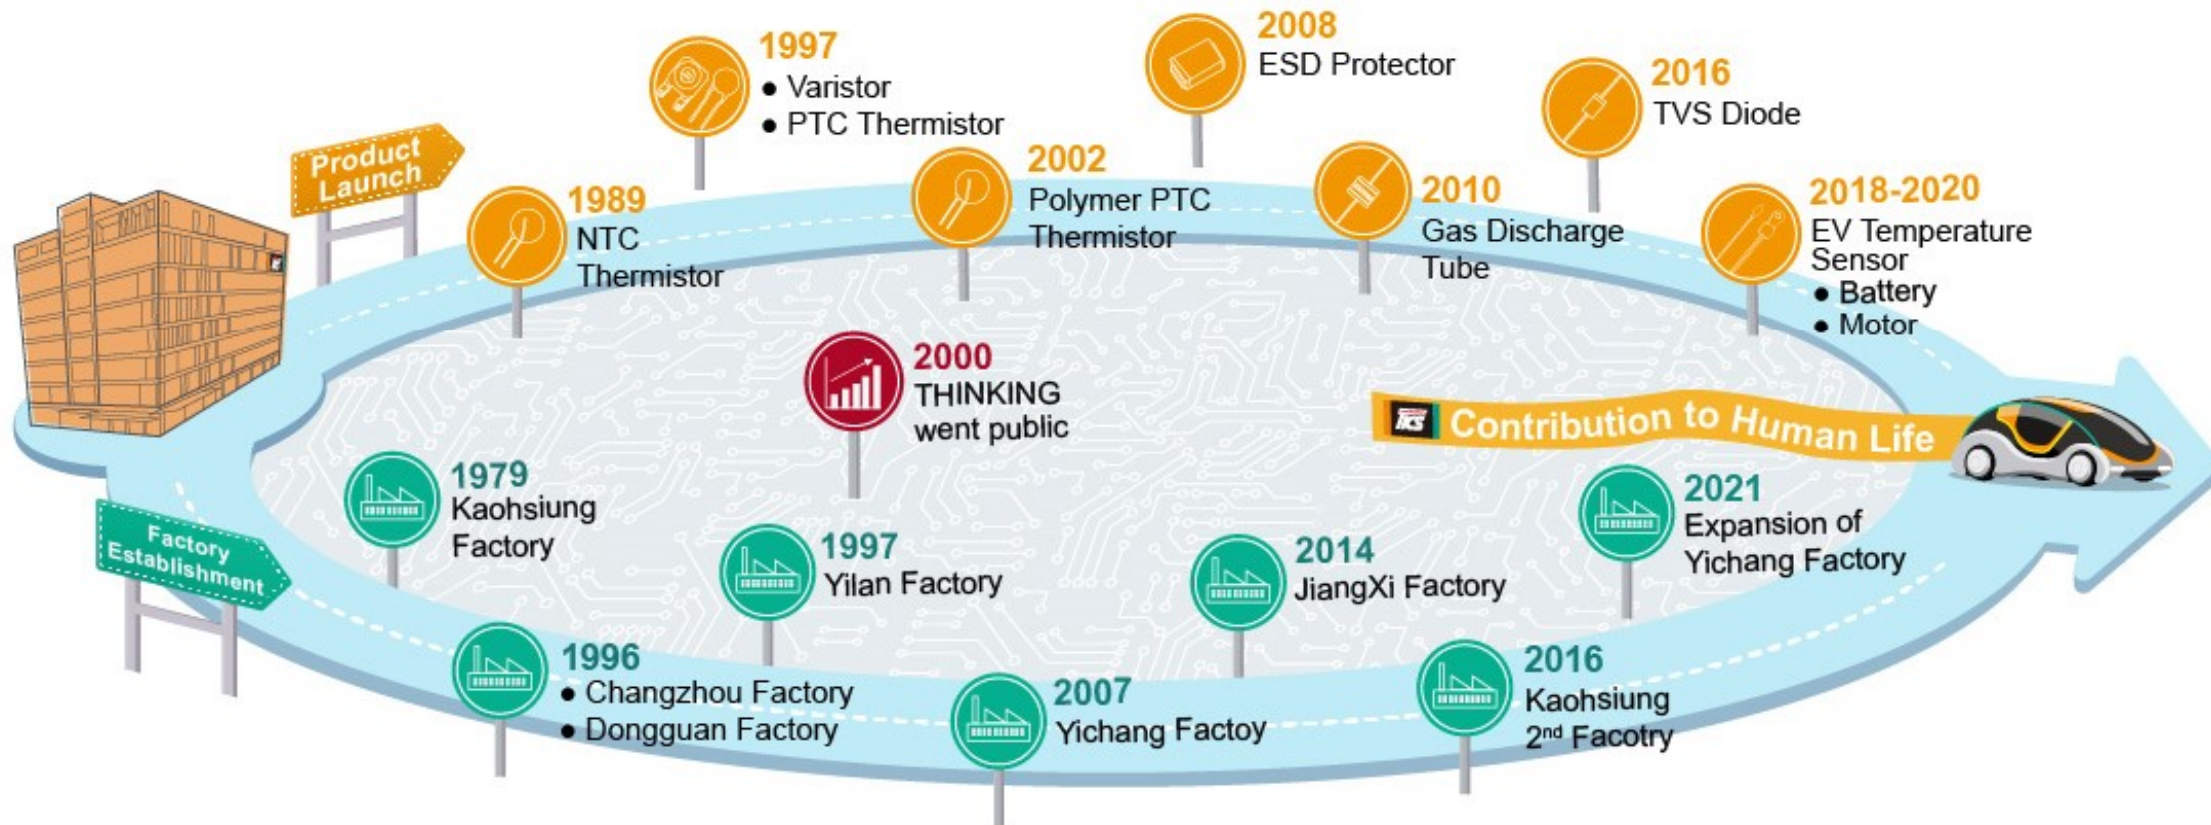 Product
Launch
1989
NTC
Thermistor
1997
● Varistor
● PTC Thermistor
2002
Polymer PTC
Thermistor
2008
ESD Protector
2010
Gas Discharge
Tube
2016
TVS Diode
2018-2020
EV Temperature
Sensor
● Battery
● Motor
2000
THINKING
went public
TKS
Contribution to Human Life
Factory
Establishment
1979
Kaohsiung
Factory
1996
● Changzhou Factory
● Dongguan Factory
1997
Yilan Factory
2007
Yichang Factoy
2014
JiangXi Factory
2016
Kaohsiung
2nd Facotry
2021
Expansion of
Yichang Factory